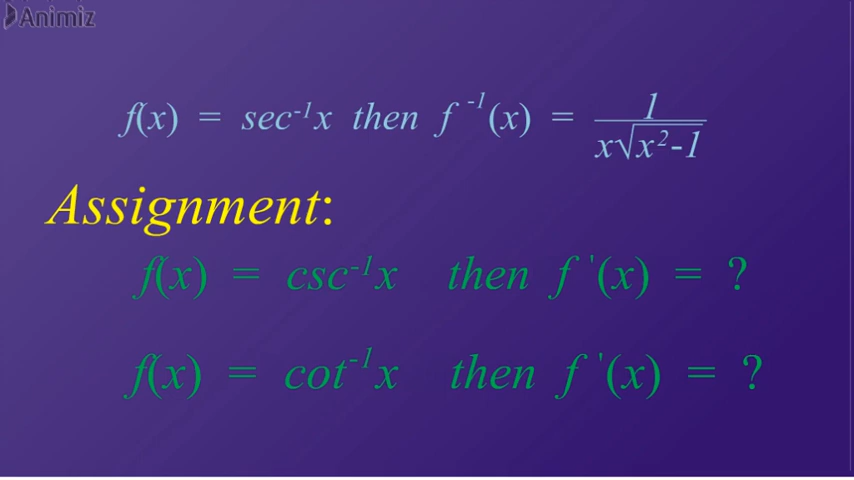 Animiz
f(x) = sec⁻¹x then f⁻¹(x) = 1/(x√(x²-1))
Assignment:
f(x) = csc⁻¹x then f '(x) = ?
f(x) = cot⁻¹x then f '(x) = ?